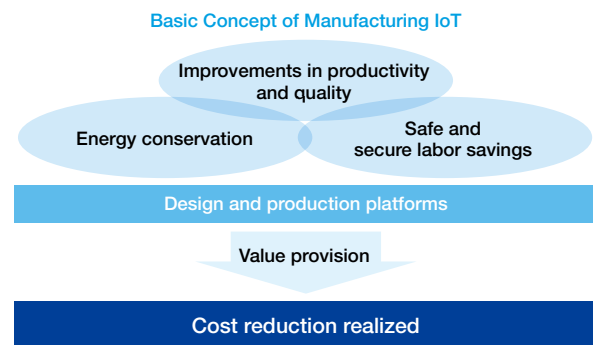 Basic Concept of Manufacturing IoT
Improvements in productivity
and quality
Energy conservation
Safe and
secure labor savings
Design and production platforms
Value provision
Cost reduction realized